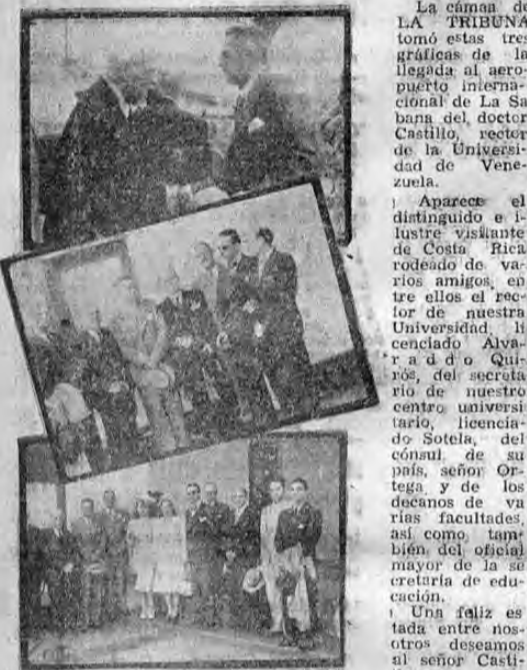 La cámaa de
LA TRIBUNA
tomó estas tres
gráficas de la
llegada al aero-
puerto interna-
cional de La Sa
bana del doctor
Castillo, rector
de la Universi-
dad de Vene-
zuela.
Aparece el
distinguido e i-
lustre visitante
de Costa Rica
rodeado de va-
rios amigos, en
tre ellos el rec-
tor de nuestra
Universidad, li
cenciado Alva-
r a d d o Qui-
rós, del secreta
rio de nuestro
centro universi
tario, licencia-
do Sotela, del
cónsul de su
país, señor Or-
tega y de los
decanos de va
rias facultades,
así como tam-
bién del oficial
mayor de la se
cretaría de edu-
cación.
Una feliz es
tada entre nos-
otros deseamos
al señor Casti-